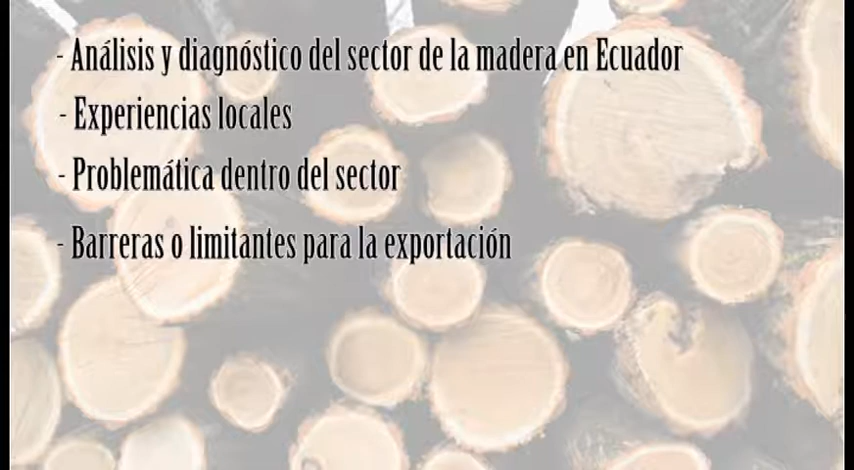 - Análisis y diagnóstico del sector de la madera en Ecuador
- Experiencias locales
- Problemática dentro del sector
- Barreras o limitantes para la exportación